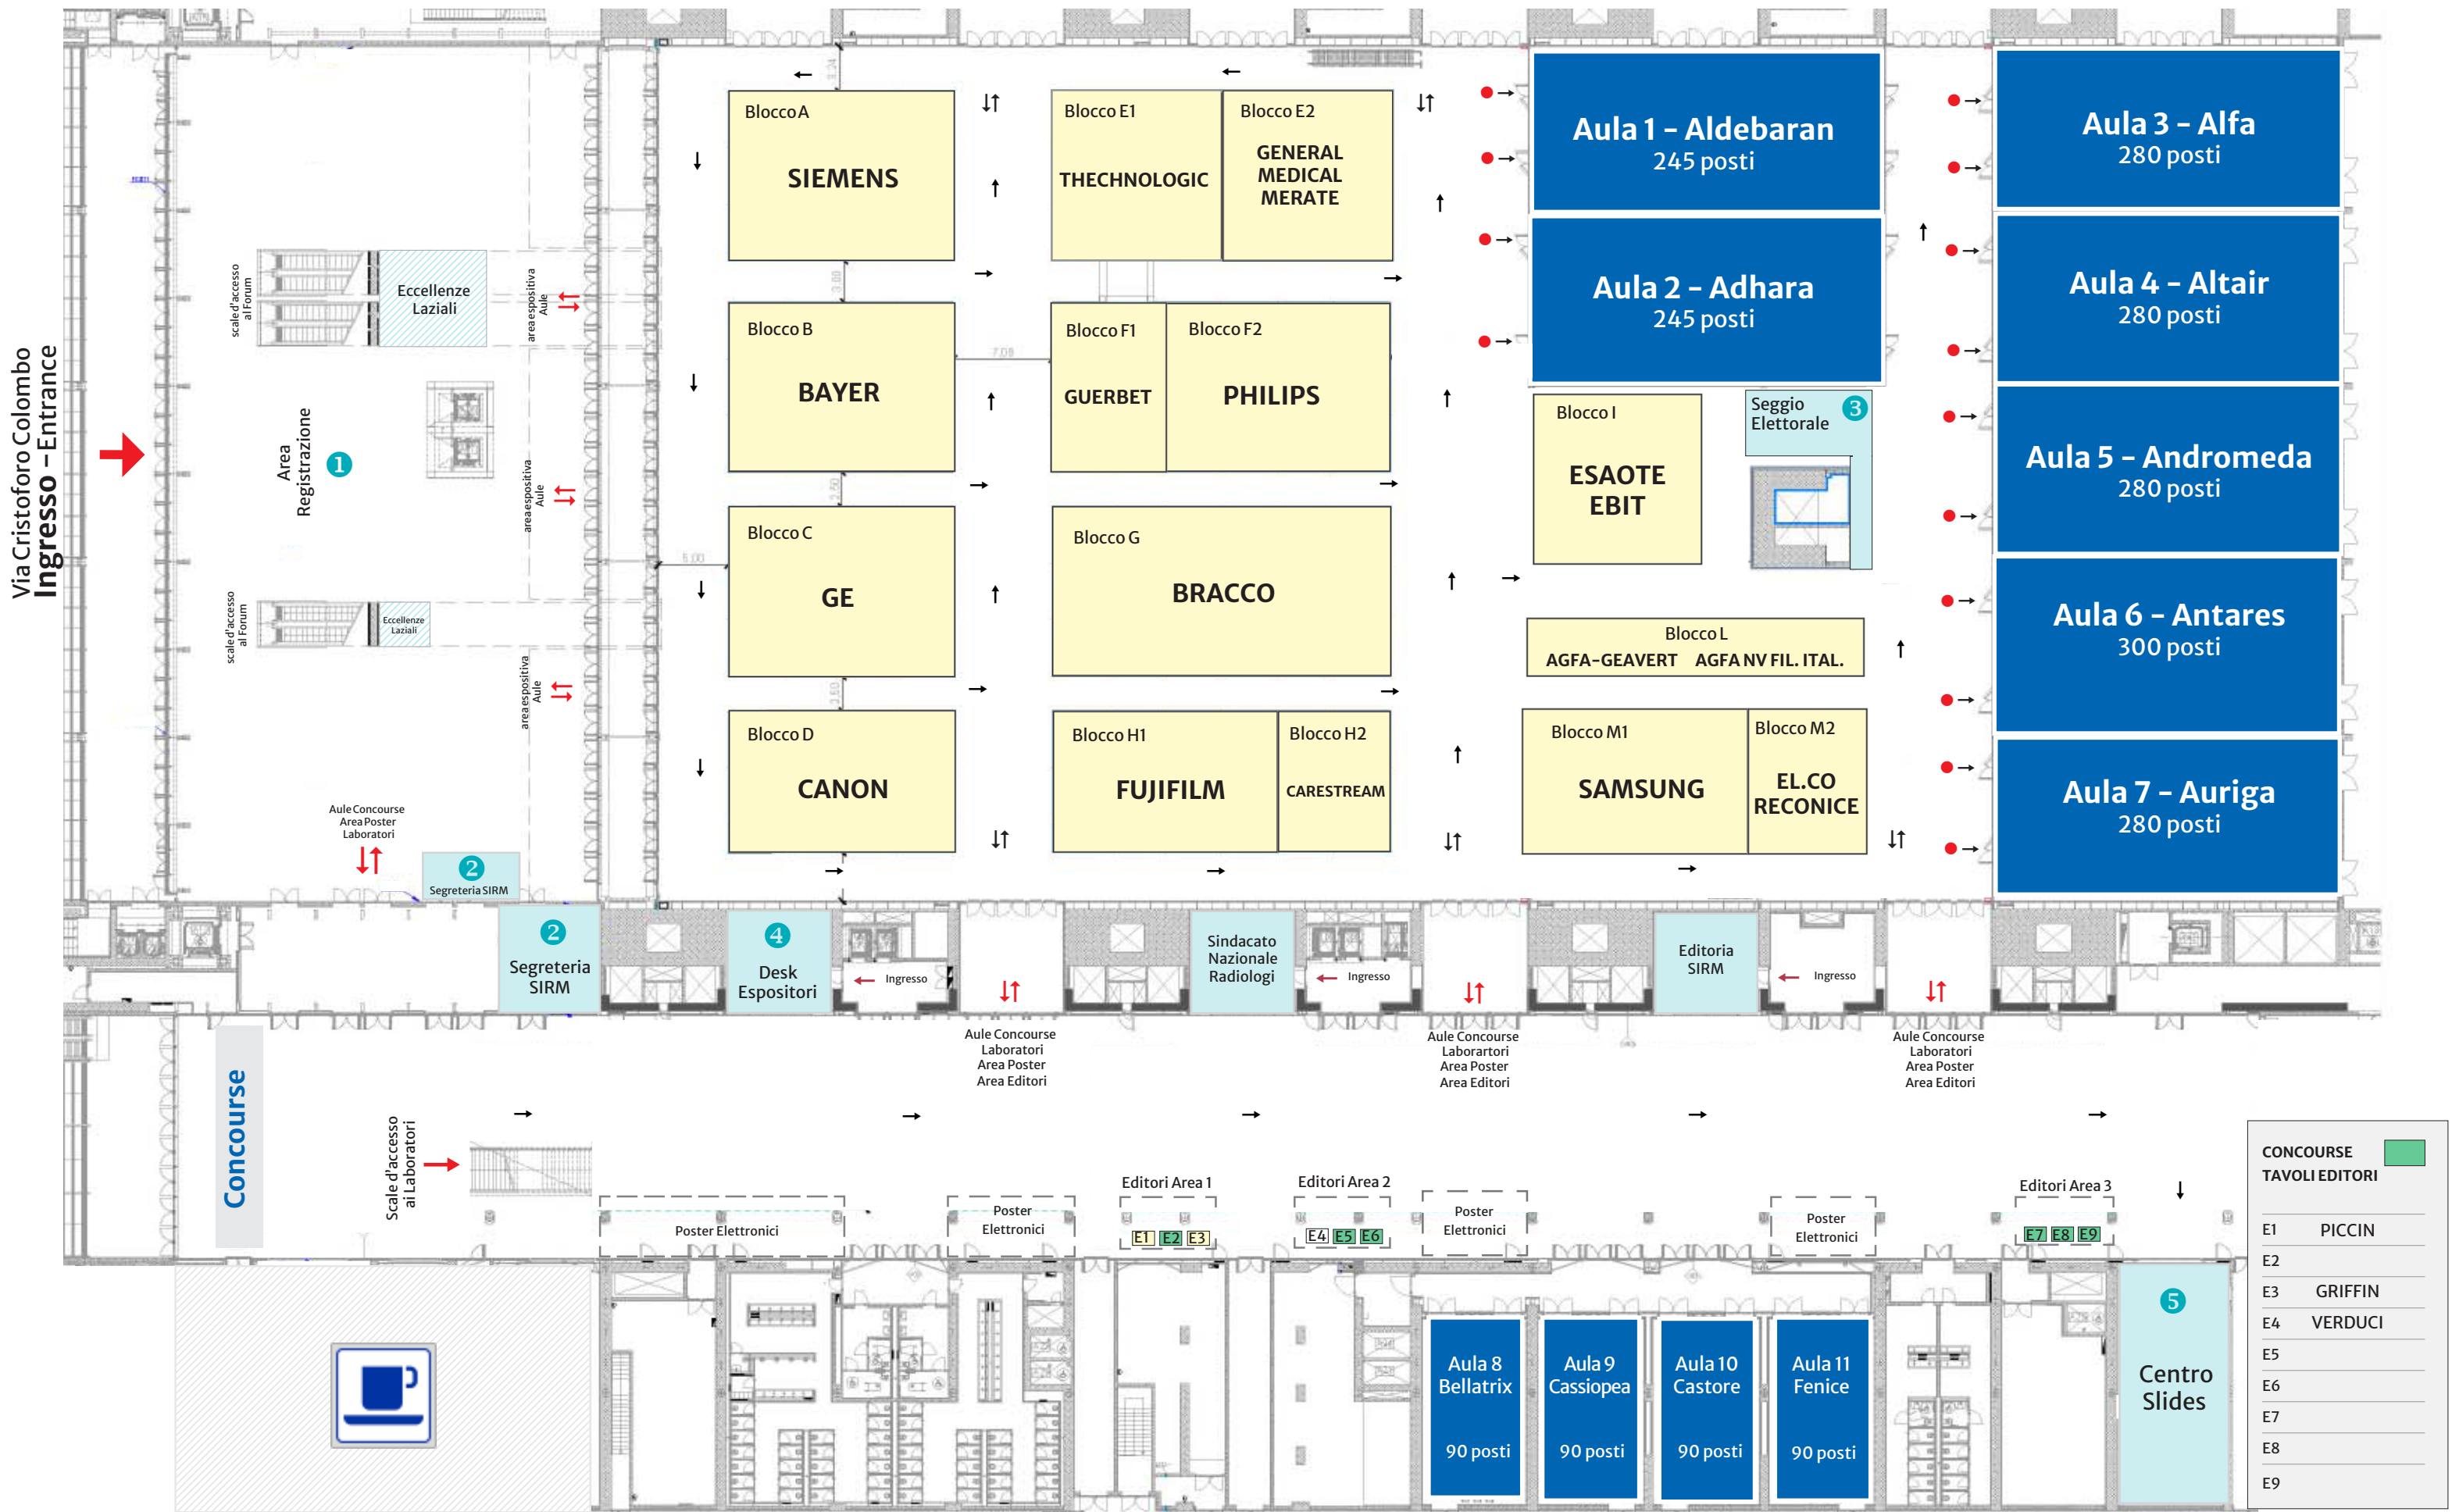 Via Cristoforo Colombo
Ingresso – Entrance
scale d'accesso
al Forum
Eccellenze
Laziali
area espositiva
Aule
Area
Registrazione
1
area espositiva
Aule
scale d'accesso
al Forum
Eccellenze
Laziali
area espositiva
Aule
Aule Concourse
Area Poster
Laboratori
2
Segreteria SIRM
2
Segreteria
SIRM
Blocco A
SIEMENS
Blocco E1
THECHNOLOGIC
Blocco E2
GENERAL
MEDICAL
MERATE
Aula 1 – Aldebaran
245 posti
Aula 3 – Alfa
280 posti
Aula 2 – Adhara
245 posti
Aula 4 – Altair
280 posti
3.24
3.00
Blocco B
BAYER
7.09
Blocco F1
GUERBET
Blocco F2
PHILIPS
Blocco I
ESAOTE
EBIT
Seggio
Elettorale
3
Aula 5 – Andromeda
280 posti
2.50
5.00
Blocco C
GE
Blocco G
BRACCO
Aula 6 – Antares
300 posti
Blocco L
AGFA-GEAVERT AGFA NV FIL. ITAL.
Blocco D
CANON
Blocco H1
FUJIFILM
Blocco H2
CARESTREAM
Blocco M1
SAMSUNG
Blocco M2
EL.CO
RECONICE
Aula 7 – Auriga
280 posti
4
Desk
Espositori
Ingresso
Sindacato
Nazionale
Radiologi
Ingresso
Editoria
SIRM
Ingresso
Aule Concourse
Laboratori
Area Poster
Area Editori
Aule Concourse
Laborartori
Area Poster
Area Editori
Aule Concourse
Laboratori
Area Poster
Area Editori
Concourse
Scale d'accesso
ai Laboratori
Poster Elettronici
Poster
Elettronici
Editori Area 1
E1 E2 E3
Editori Area 2
E4 E5 E6
Poster
Elettronici
Poster
Elettronici
Editori Area 3
E7 E8 E9
Aula 8
Bellatrix
90 posti
Aula 9
Cassiopea
90 posti
Aula 10
Castore
90 posti
Aula 11
Fenice
90 posti
5
Centro
Slides
CONCOURSE
TAVOLI EDITORI
E1 PICCIN
E2
E3 GRIFFIN
E4 VERDUCI
E5
E6
E7
E8
E9